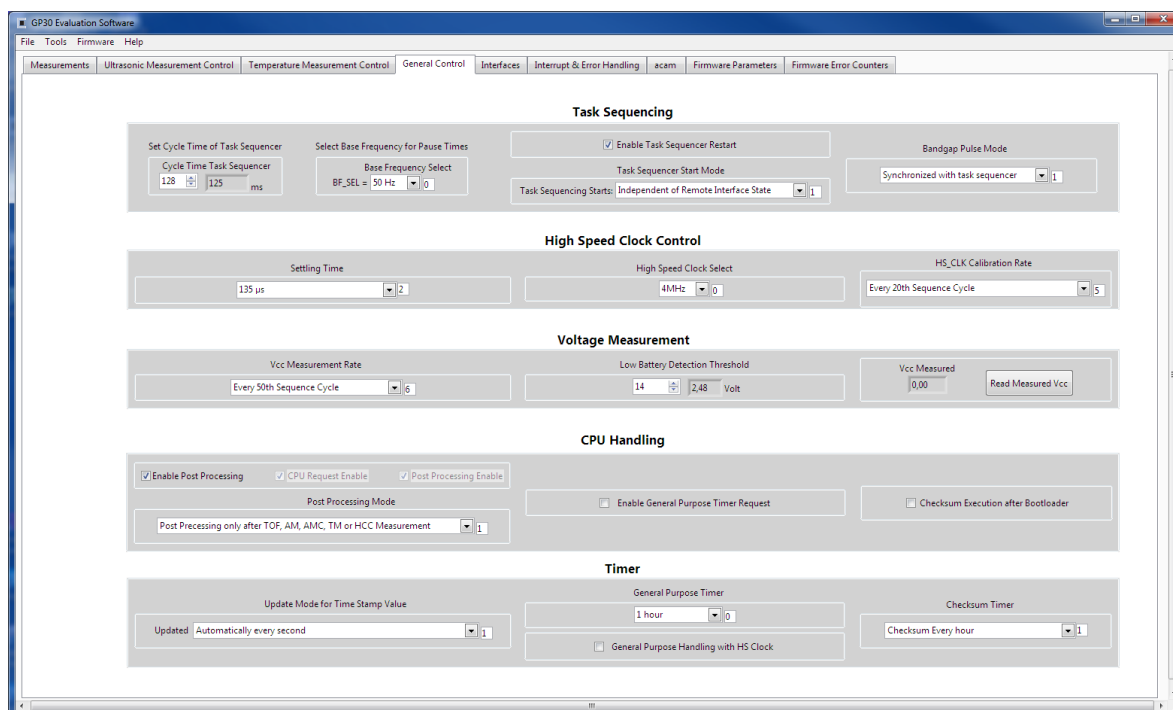 GP30 Evaluation Software
File Tools Firmware Help
Measurements Ultrasonic Measurement Control Temperature Measurement Control General Control Interfaces Interrupt & Error Handling acam Firmware Parameters Firmware Error Counters
Task Sequencing
Set Cycle Time of Task Sequencer
Cycle Time Task Sequencer
128 125 ms
Select Base Frequency for Pause Times
Base Frequency Select
BF_SEL = 50 Hz 0
Enable Task Sequencer Restart
Task Sequencer Start Mode
Task Sequencing Starts: Independent of Remote Interface State 1
Bandgap Pulse Mode
Synchronized with task sequencer 1
High Speed Clock Control
Settling Time
135 µs 2
High Speed Clock Select
4MHz 0
HS_CLK Calibration Rate
Every 20th Sequence Cycle 5
Voltage Measurement
Vcc Measurement Rate
Every 50th Sequence Cycle 6
Low Battery Detection Threshold
14 2,48 Volt
Vcc Measured
0,00 Read Measured Vcc
CPU Handling
Enable Post Processing CPU Request Enable Post Processing Enable
Post Processing Mode
Post Precessing only after TOF, AM, AMC, TM or HCC Measurement 1
Enable General Purpose Timer Request
Checksum Execution after Bootloader
Timer
Update Mode for Time Stamp Value
Updated Automatically every second 1
General Purpose Timer
1 hour 0
General Purpose Handling with HS Clock
Checksum Timer
Checksum Every hour 1